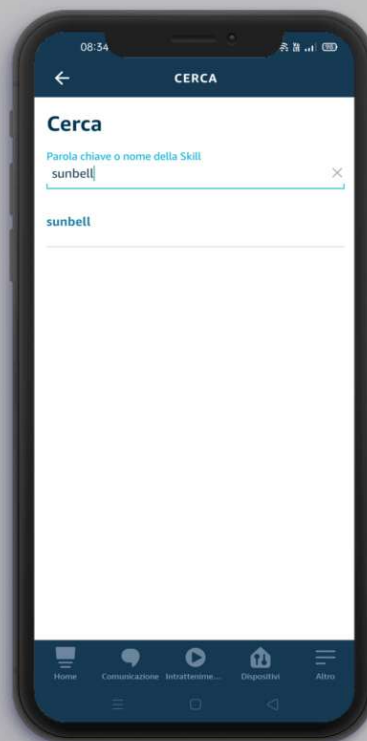 08:34
CERCA
Cerca
Parola chiave o nome della Skill
sunbell
sunbell
Home Comunicazione Intrattenime... Dispositivi Altro